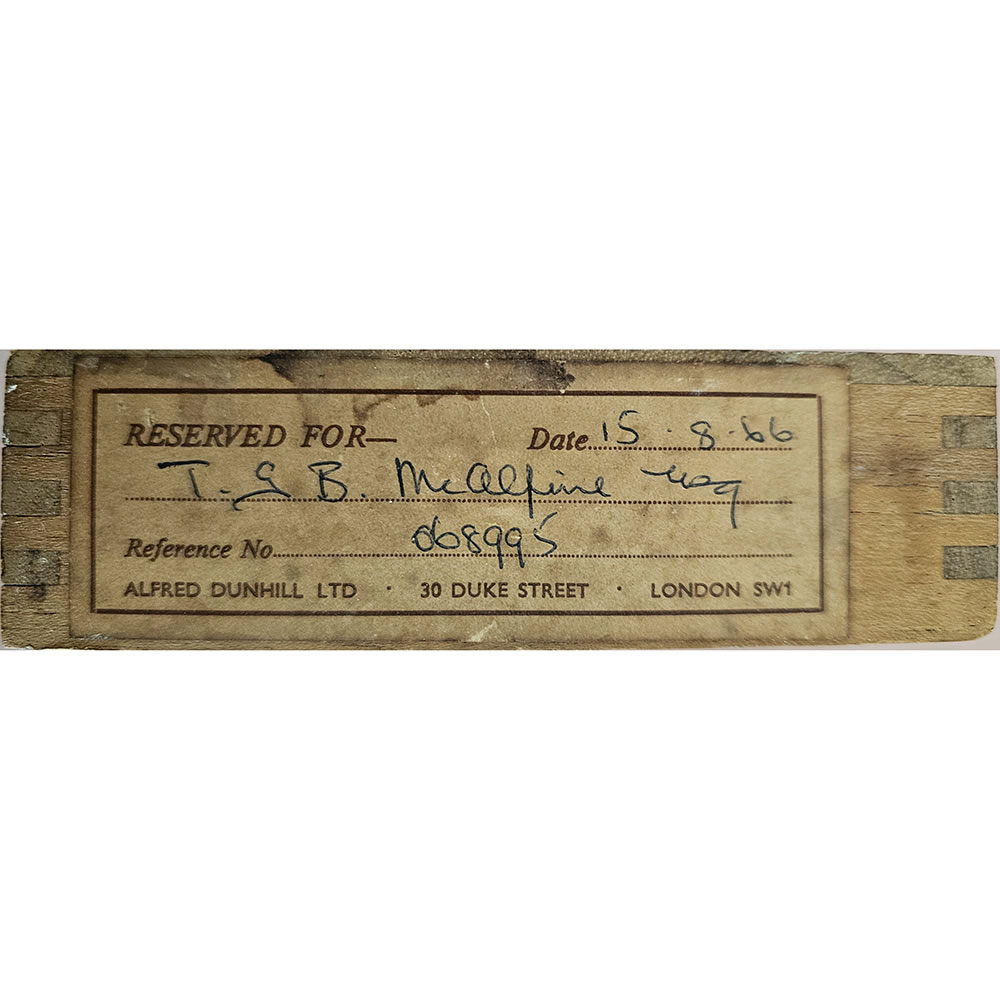 RESERVED FOR— Date 15.8.66
T. G B. McAlpine Esq
Reference No 068995
ALFRED DUNHILL LTD · 30 DUKE STREET · LONDON SW1